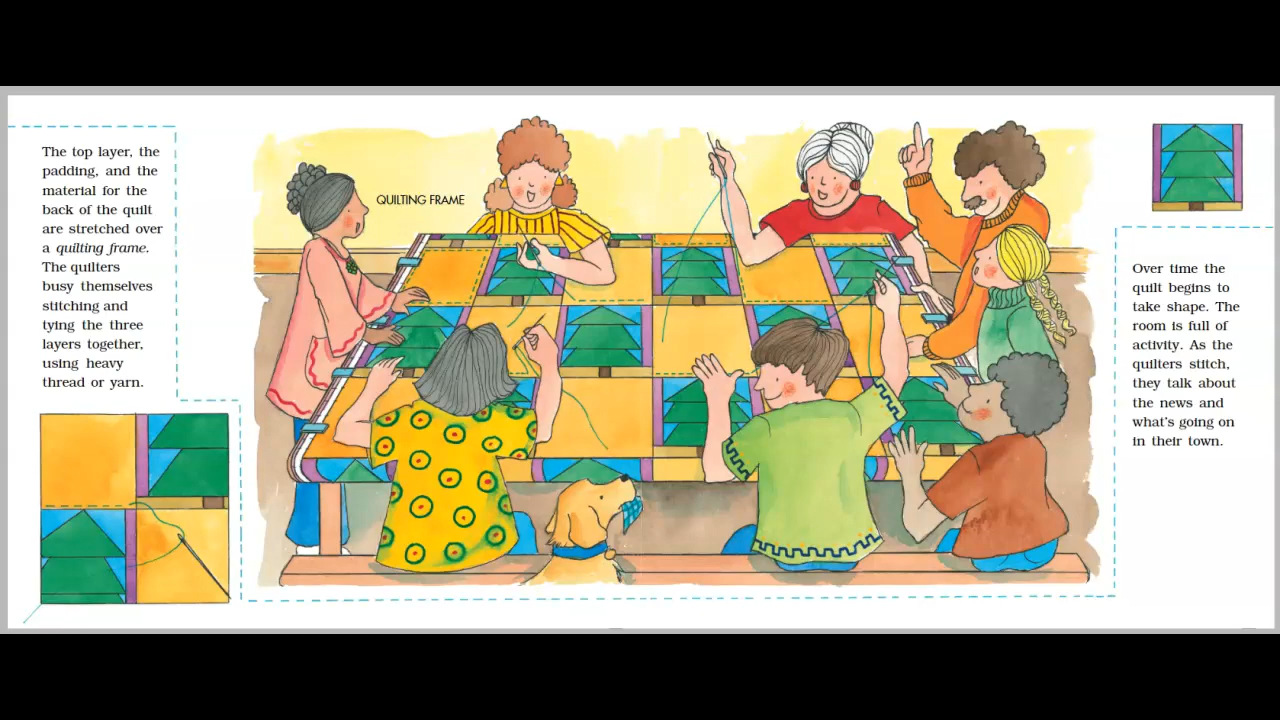 The top layer, the
padding, and the
material for the
back of the quilt
are stretched over
a quilting frame.
The quilters
busy themselves
stitching and
tying the three
layers together,
using heavy
thread or yarn.
QUILTING FRAME
Over time the
quilt begins to
take shape. The
room is full of
activity. As the
quilters stitch,
they talk about
the news and
what's going on
in their town.